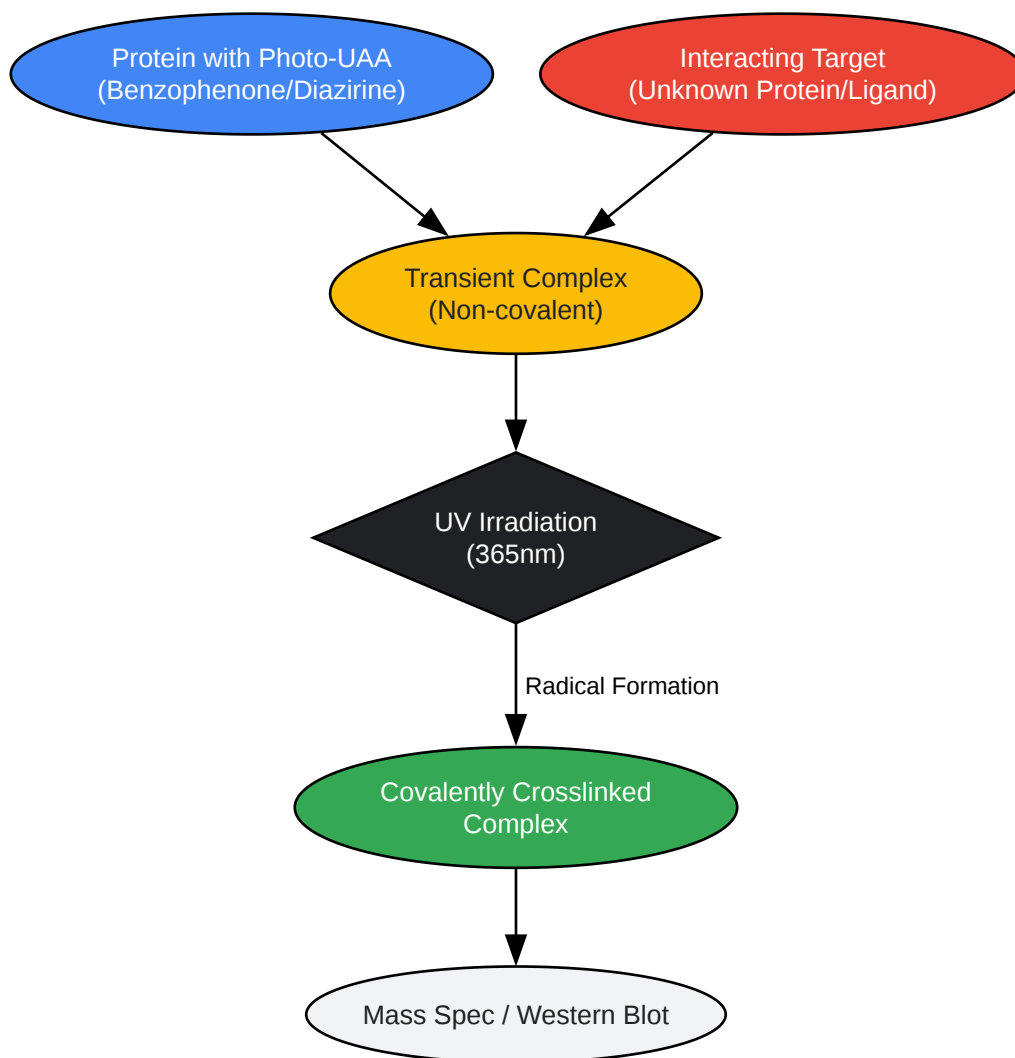 Protein with Photo-UAA
(Benzophenone/Diazirine)
Interacting Target
(Unknown Protein/Ligand)
Transient Complex
(Non-covalent)
UV Irradiation
(365nm)
Radical Formation
Covalently Crosslinked
Complex
Mass Spec / Western Blot